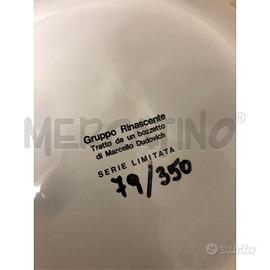 MERCATINO
Gruppo Rinascente
Tratto da un bozzetto
di Marcello Dudovich
SERIE LIMITATA
79/350
subito